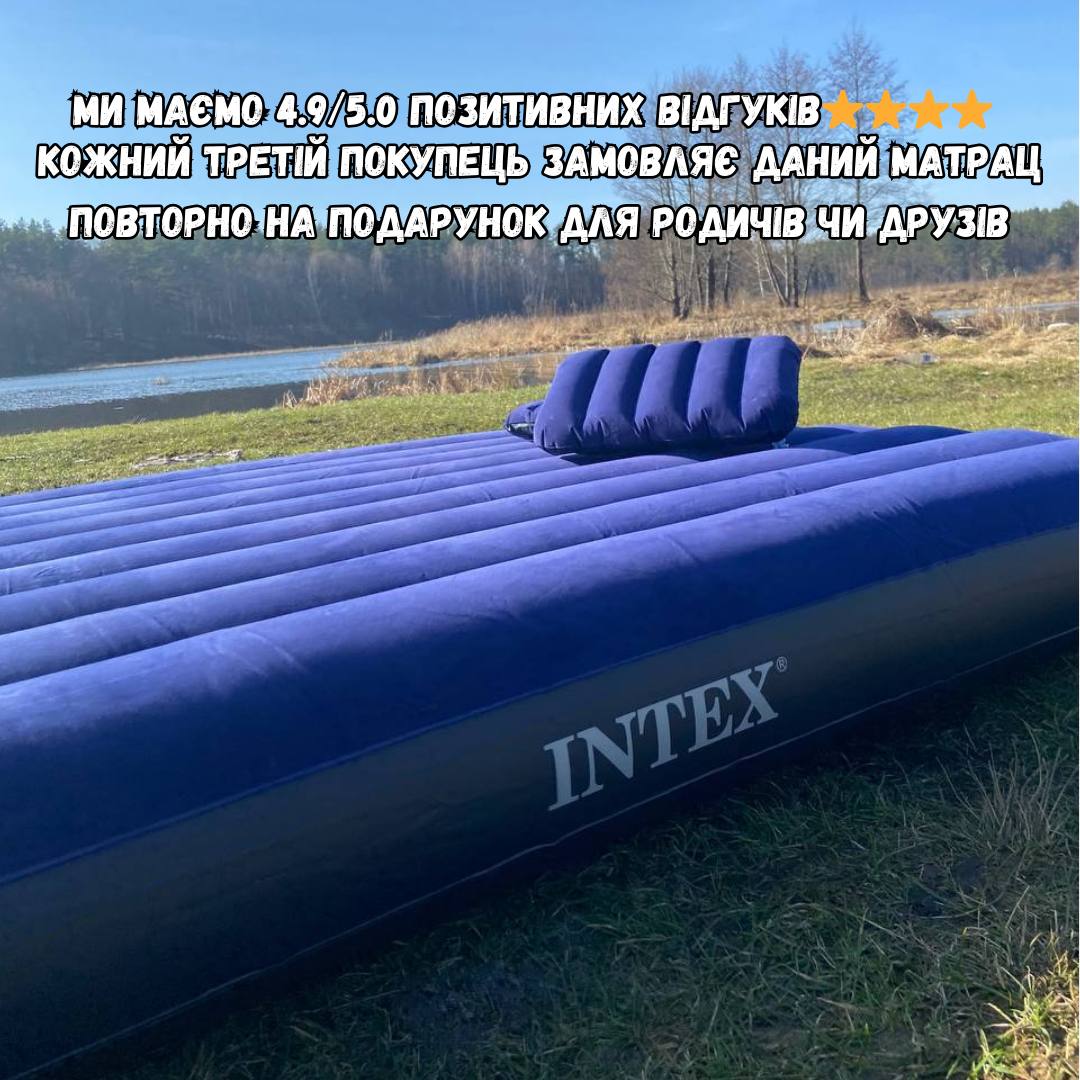 МИ МАЄМО 4.9/5.0 ПОЗИТИВНИХ ВІДГУКІВ⭐⭐⭐⭐
КОЖНИЙ ТРЕТІЙ ПОКУПЕЦЬ ЗАМОВЛЯЄ ДАНИЙ МАТРАЦ
ПОВТОРНО НА ПОДАРУНОК ДЛЯ РОДИЧІВ ЧИ ДРУЗІВ
INTEX®